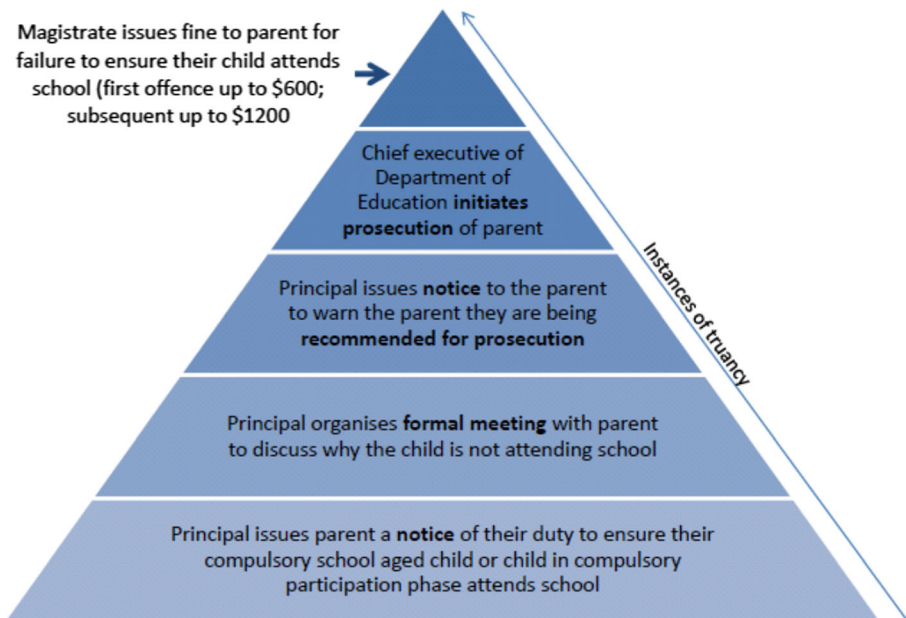 Magistrate issues fine to parent for
failure to ensure their child attends
school (first offence up to $600;
subsequent up to $1200
Chief executive of
Department of
Education initiates
prosecution of parent
Instances of truancy
Principal issues notice to the parent
to warn the parent they are being
recommended for prosecution
Principal organises formal meeting with parent
to discuss why the child is not attending school
Principal issues parent a notice of their duty to ensure their
compulsory school aged child or child in compulsory
participation phase attends school